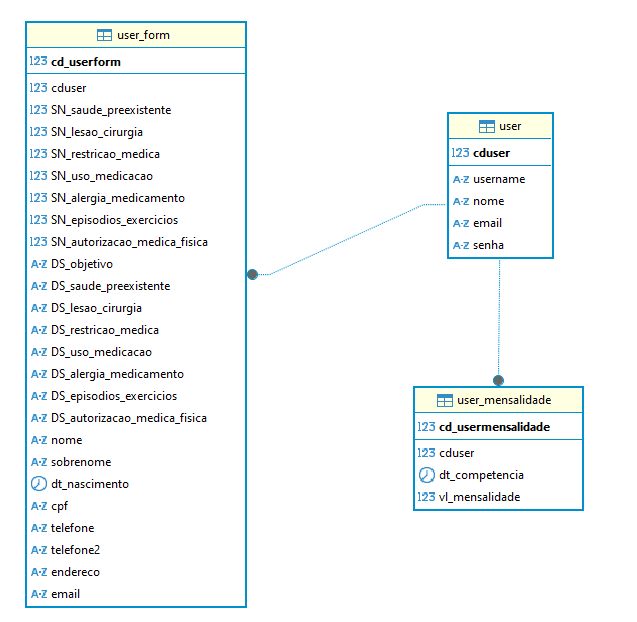 user_form
123 cd_userform
123 cduser
123 SN_saude_preexistente
123 SN_lesao_cirurgia
123 SN_restricao_medica
123 SN_uso_medicacao
123 SN_alergia_medicamento
123 SN_episodios_exercicios
123 SN_autorizacao_medica_fisica
A-Z DS_objetivo
A-Z DS_saude_preexistente
A-Z DS_lesao_cirurgia
A-Z DS_restricao_medica
A-Z DS_uso_medicacao
A-Z DS_alergia_medicamento
A-Z DS_episodios_exercicios
A-Z DS_autorizacao_medica_fisica
A-Z nome
A-Z sobrenome
dt_nascimento
A-Z cpf
A-Z telefone
A-Z telefone2
A-Z endereco
A-Z email
user
123 cduser
A-Z username
A-Z nome
A-Z email
A-Z senha
user_mensalidade
123 cd_usermensalidade
123 cduser
dt_competencia
123 vl_mensalidade